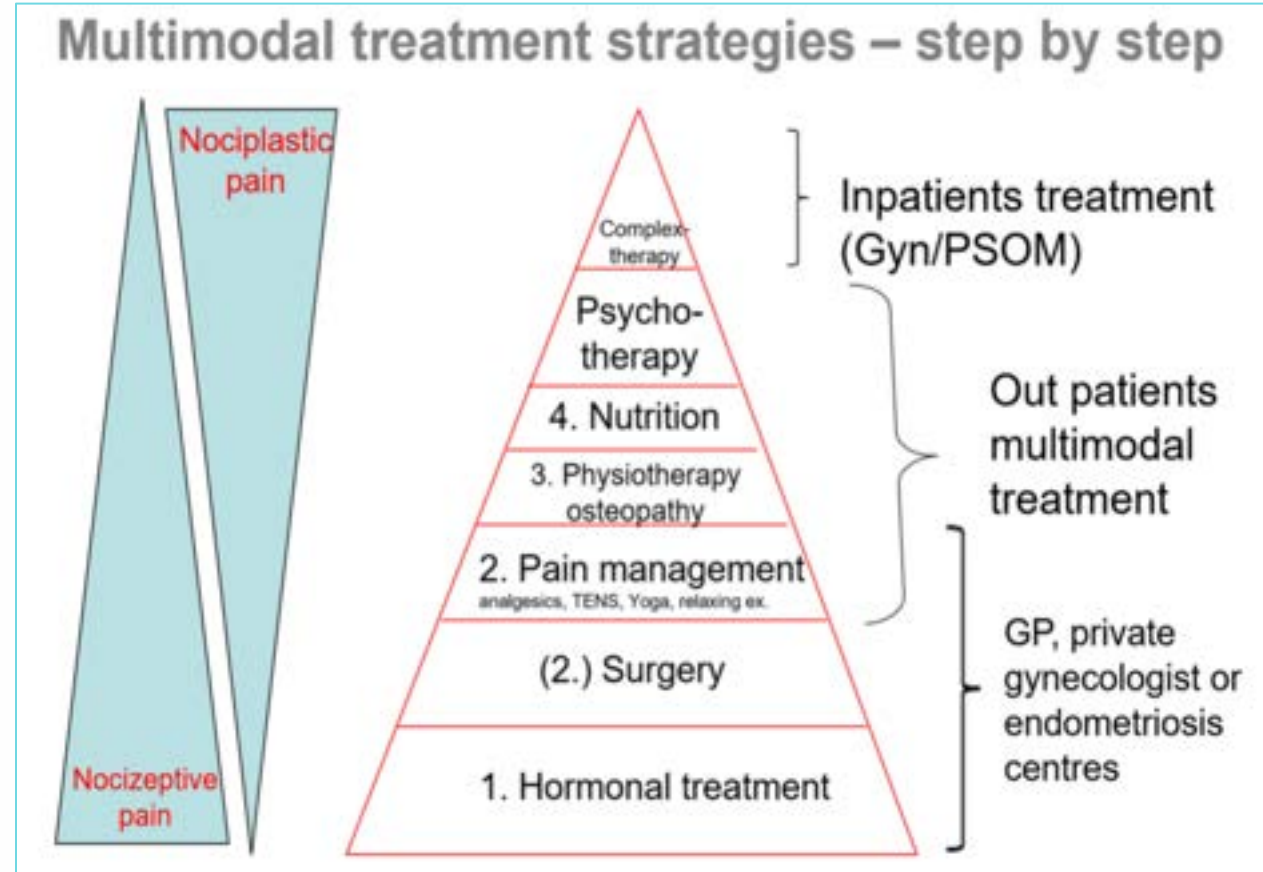 Multimodal treatment strategies – step by step
Nociplastic
pain
Nocizeptive
pain
Complex-
therapy
Psycho-
therapy
4. Nutrition
3. Physiotherapy
osteopathy
2. Pain management
analgesics, TENS, Yoga, relaxing ex.
(2.) Surgery
1. Hormonal treatment
Inpatients treatment
(Gyn/PSOM)
Out patients
multimodal
treatment
GP, private
gynecologist or
endometriosis
centres